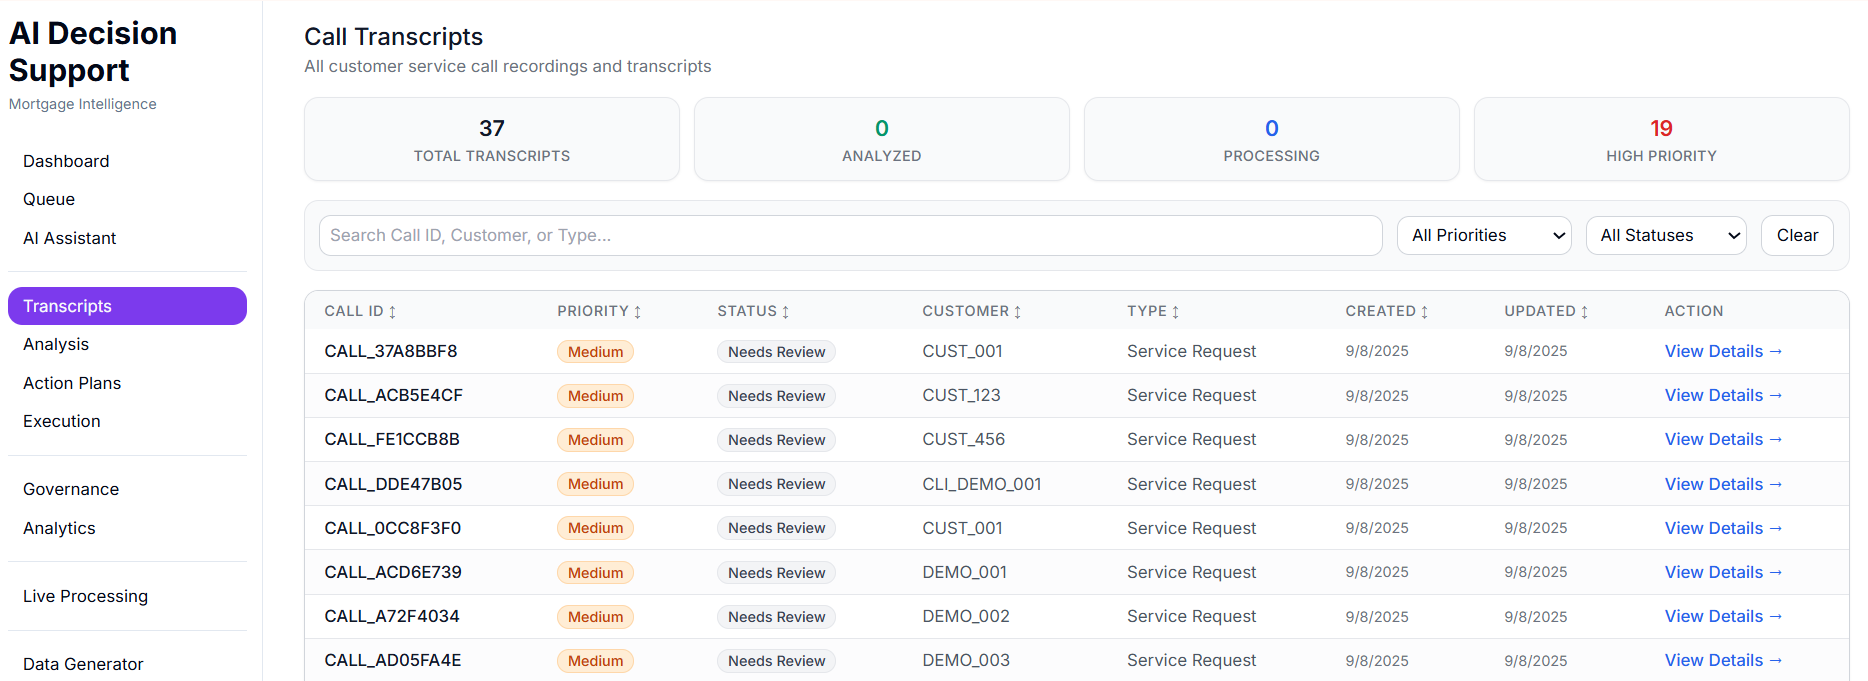 AI Decision
Support
Mortgage Intelligence
Dashboard
Queue
AI Assistant
Transcripts
Analysis
Action Plans
Execution
Governance
Analytics
Live Processing
Data Generator
Call Transcripts
All customer service call recordings and transcripts
37
TOTAL TRANSCRIPTS
0
ANALYZED
0
PROCESSING
19
HIGH PRIORITY
Search Call ID, Customer, or Type... All Priorities All Statuses Clear
CALL ID ↕ PRIORITY ↕ STATUS ↕ CUSTOMER ↕ TYPE ↕ CREATED ↕ UPDATED ↕ ACTION
CALL_37A8BBF8 Medium Needs Review CUST_001 Service Request 9/8/2025 9/8/2025 View Details →
CALL_ACB5E4CF Medium Needs Review CUST_123 Service Request 9/8/2025 9/8/2025 View Details →
CALL_FE1CCB8B Medium Needs Review CUST_456 Service Request 9/8/2025 9/8/2025 View Details →
CALL_DDE47B05 Medium Needs Review CLI_DEMO_001 Service Request 9/8/2025 9/8/2025 View Details →
CALL_0CC8F3F0 Medium Needs Review CUST_001 Service Request 9/8/2025 9/8/2025 View Details →
CALL_ACD6E739 Medium Needs Review DEMO_001 Service Request 9/8/2025 9/8/2025 View Details →
CALL_A72F4034 Medium Needs Review DEMO_002 Service Request 9/8/2025 9/8/2025 View Details →
CALL_AD05FA4E Medium Needs Review DEMO_003 Service Request 9/8/2025 9/8/2025 View Details →